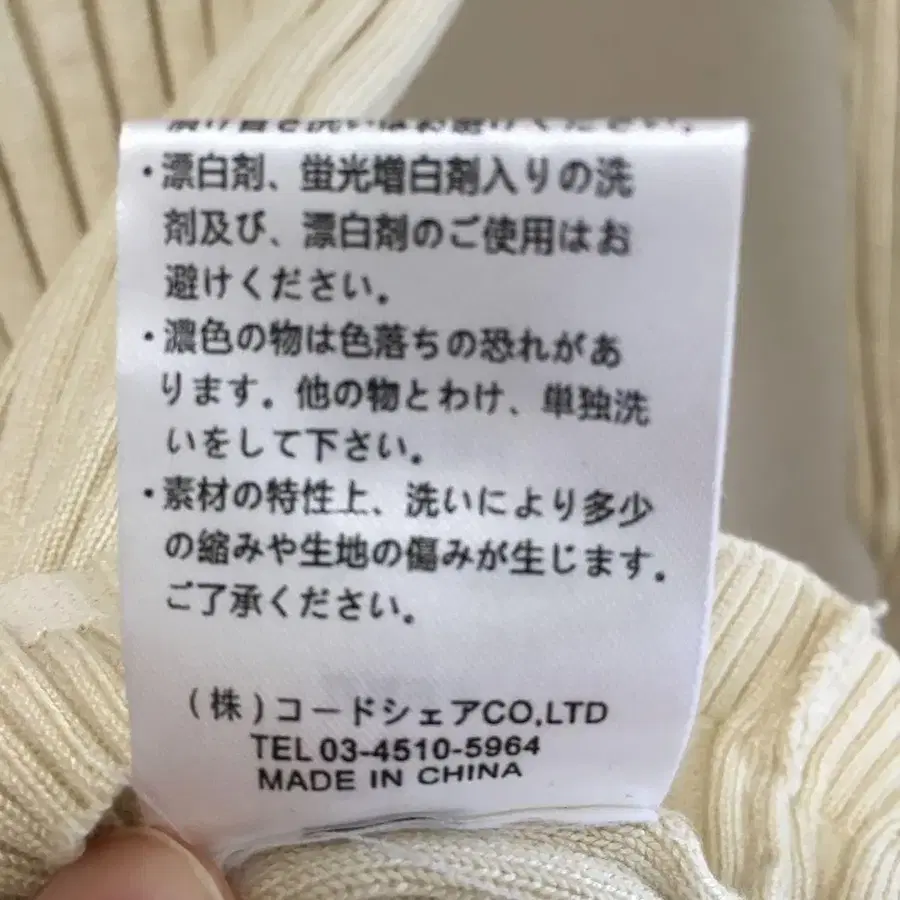 ・漂白剤、蛍光増白剤入りの洗
剤及び、漂白剤のご使用はお
避けください。
・濃色の物は色落ちの恐れがあ
ります。他の物とわけ、単独洗
いをして下さい。
・素材の特性上、洗いにより多少
の縮みや生地の傷みが生じます。
ご了承ください。
(株)コードシェアCO,LTD
TEL 03-4510-5964
MADE IN CHINA